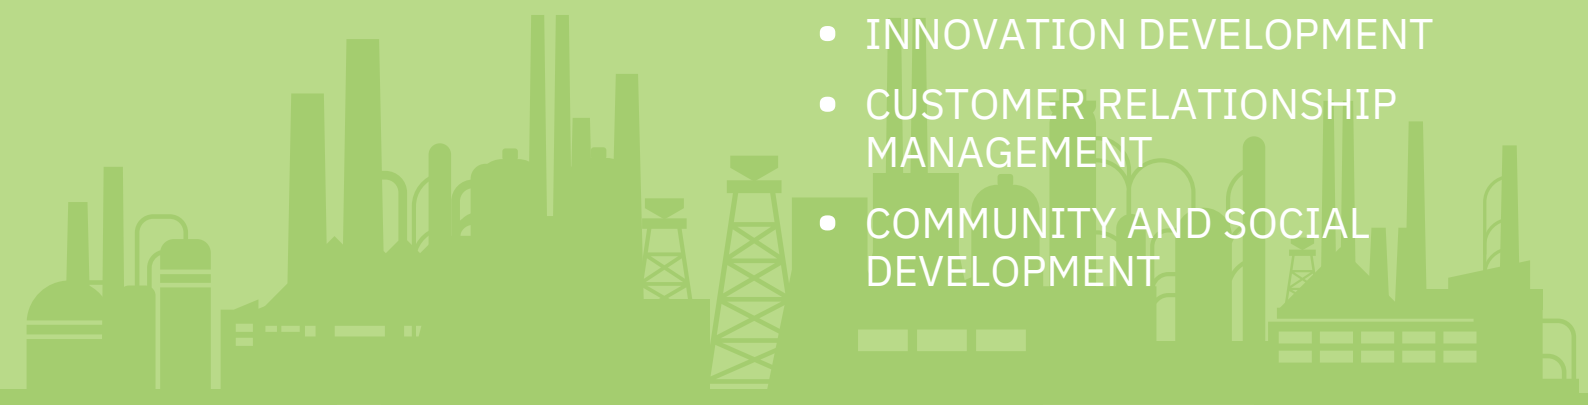 • INNOVATION DEVELOPMENT
• CUSTOMER RELATIONSHIP
MANAGEMENT
• COMMUNITY AND SOCIAL
DEVELOPMENT